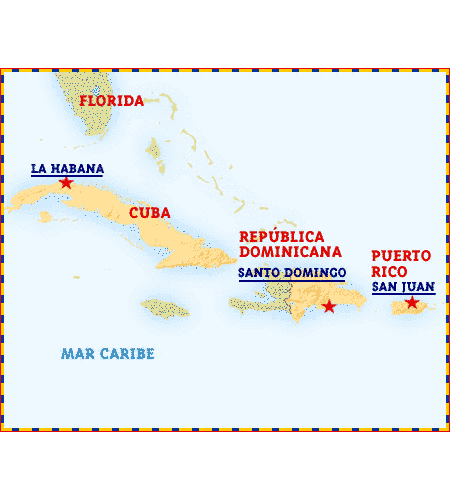 FLORIDA
LA HABANA
CUBA
REPÚBLICA
DOMINICANA
SANTO DOMINGO
PUERTO
RICO
SAN JUAN
MAR CARIBE